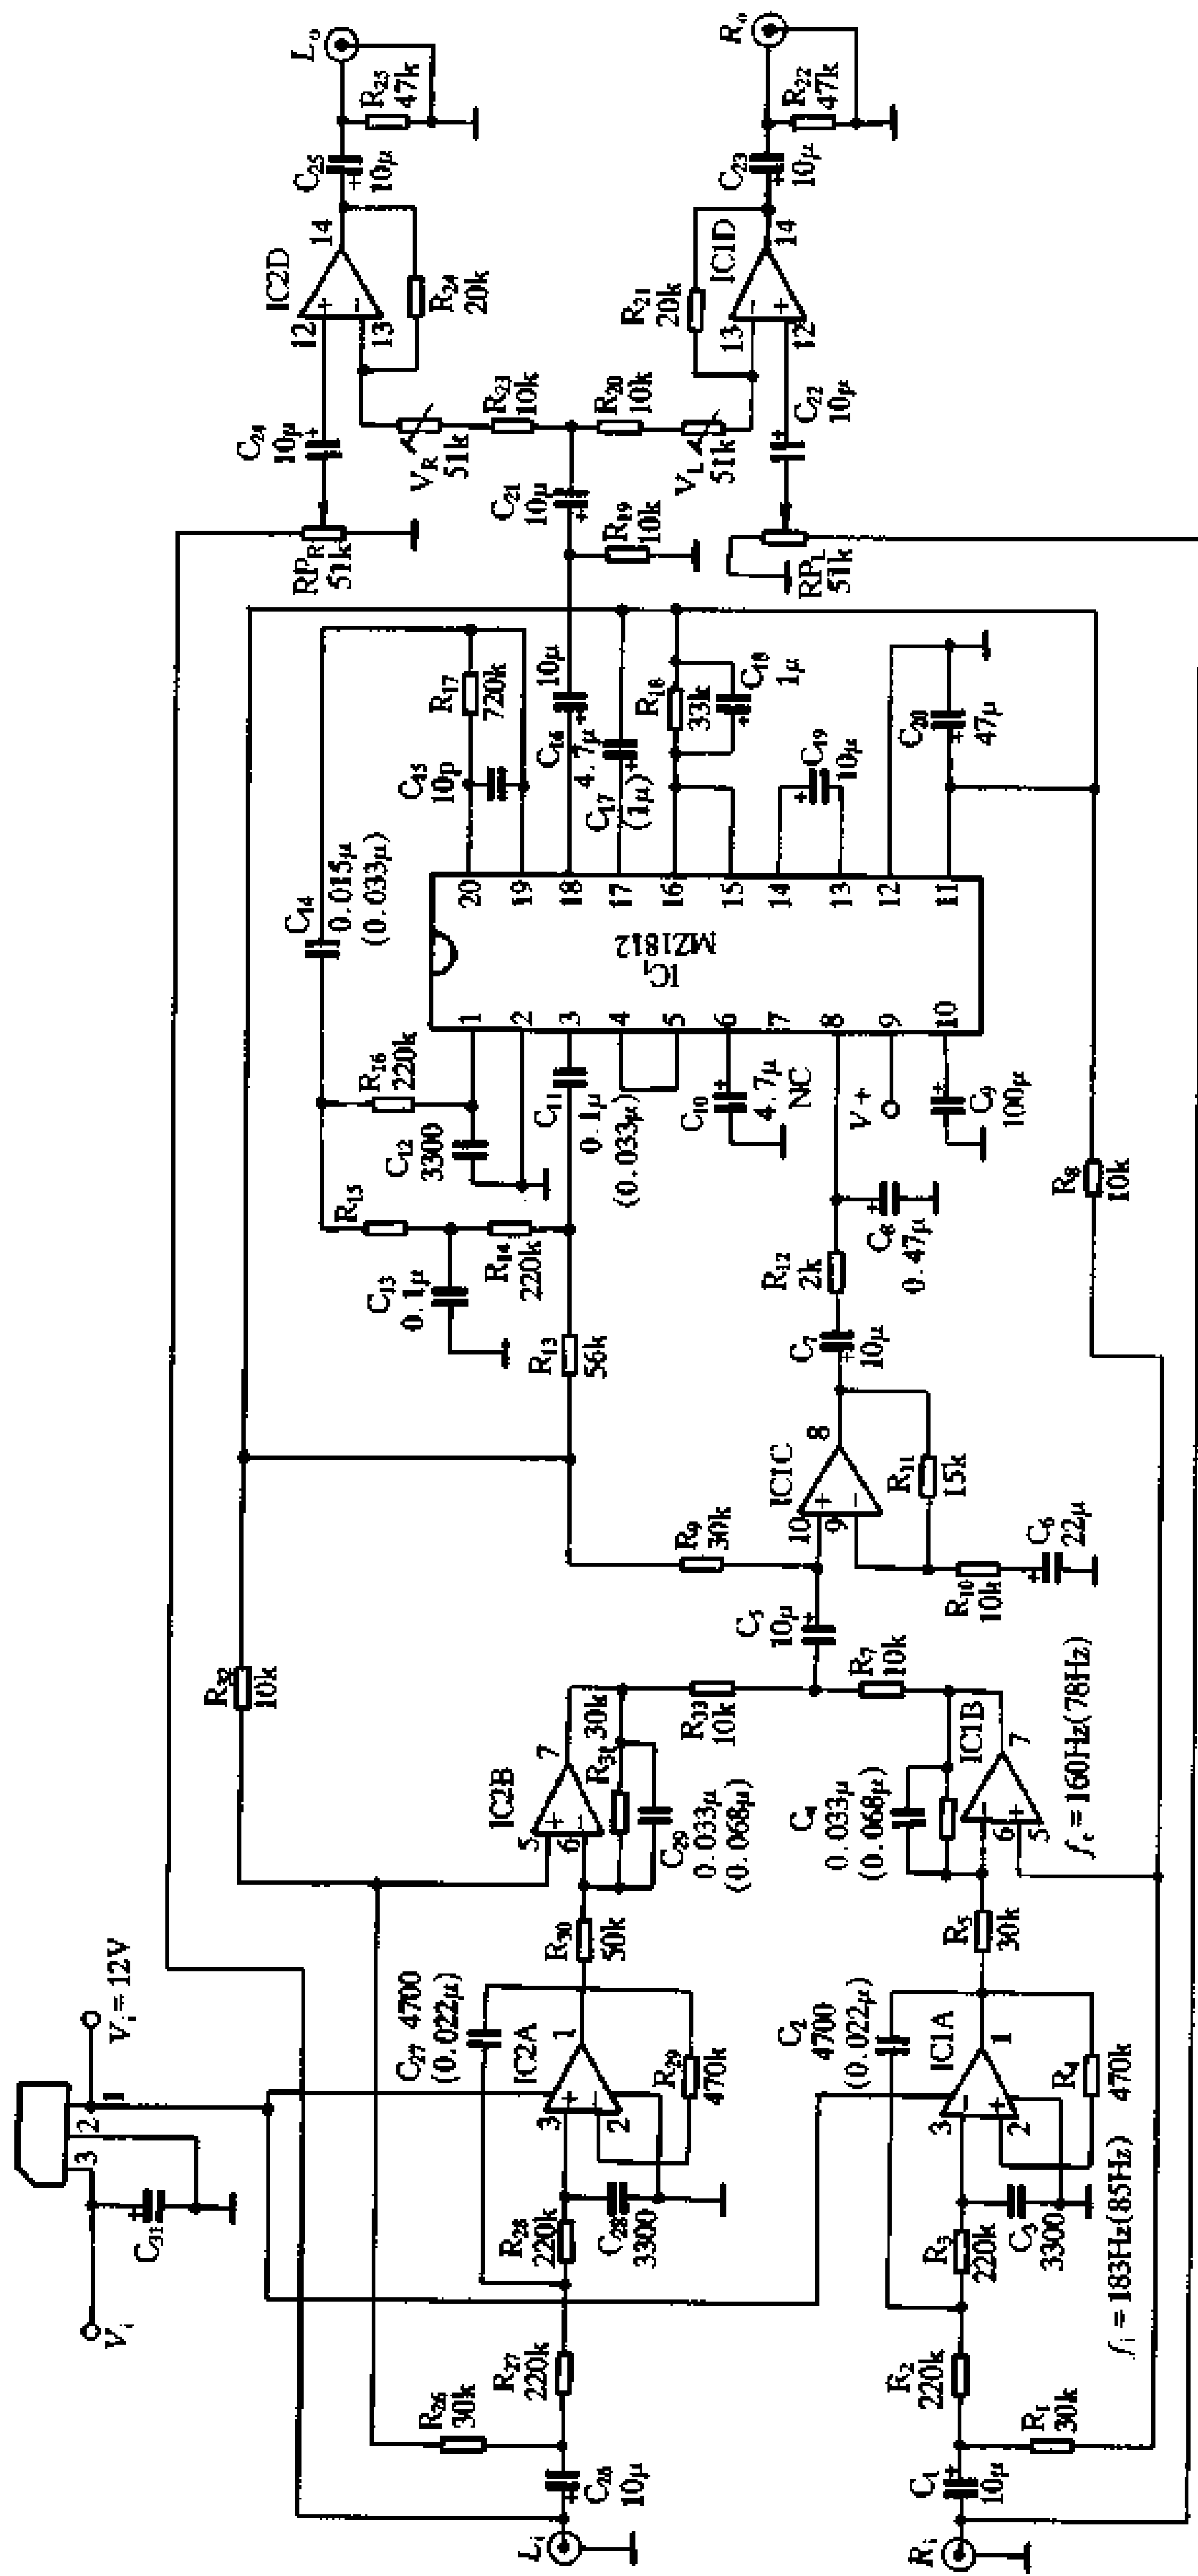 Lᵢ
C₂₆
10μ
R₂₆
30k
R₂₇
220k
R₂₈
220k
C₂₈
3300
C₂₇ 4700
(0.022μ)
IC2A
3
2
1
R₂₉
470k
R₃₀
50k
IC2B
5
6
7
R₃₁
30k
C₂₉
0.033μ
(0.068μ)
R₃₂
10k
R₃₃
10k
Vᵢ
C₃₁
3
2
1
Vᵢ = 12V
Rᵢ
C₁
10μ
R₁
30k
R₂
220k
fᵢ = 183Hz(85Hz)
R₃
220k
C₃
3300
C₂
4700
(0.022μ)
IC1A
3
2
1
R₄
470k
R₅
30k
C₄
0.033μ
(0.068μ)
IC1B
6
5
7
f꜀ = 160Hz(78Hz)
R₇
10k
C₅
10μ
R₉
30k
IC1C
10
9
8
R₁₀
10k
C₆
22μ
R₁₁
15k
C₇
10μ
R₁₂
2k
C₈
0.47μ
R₈
10k
R₁₃
56k
C₁₃
0.1μ
R₁₄
220k
R₁₅
C₁₂
3300
R₁₆
220k
C₁₁
0.1μ
(0.033μ)
C₁₀
4.7μ
NC
V+
C₉
100μ
C₁₄
0.015μ
(0.033μ)
IC
MZ1812
1
2
3
4
5
6
7
8
9
10
20
19
18
17
16
15
14
13
12
11
C₁₅
10p
R₁₇
720k
C₁₆
10μ
C₁₇
4.7μ
(1μ)
R₁₈
33k
C₁₈
1μ
C₁₉
10μ
C₂₀
47μ
R₁₉
10k
C₂₁
10μ
RP_R
51k
C₂₄
10μ
V_R
51k
R₂₃
10k
R₂₀
10k
V_L
51k
RP_L
51k
C₂₂
10μ
IC2D
12
13
14
R₂₄
20k
C₂₅
10μ
R₂₅
47k
Lₒ
IC1D
13
12
14
R₂₁
20k
C₂₃
10μ
R₂₂
47k
Rₒ